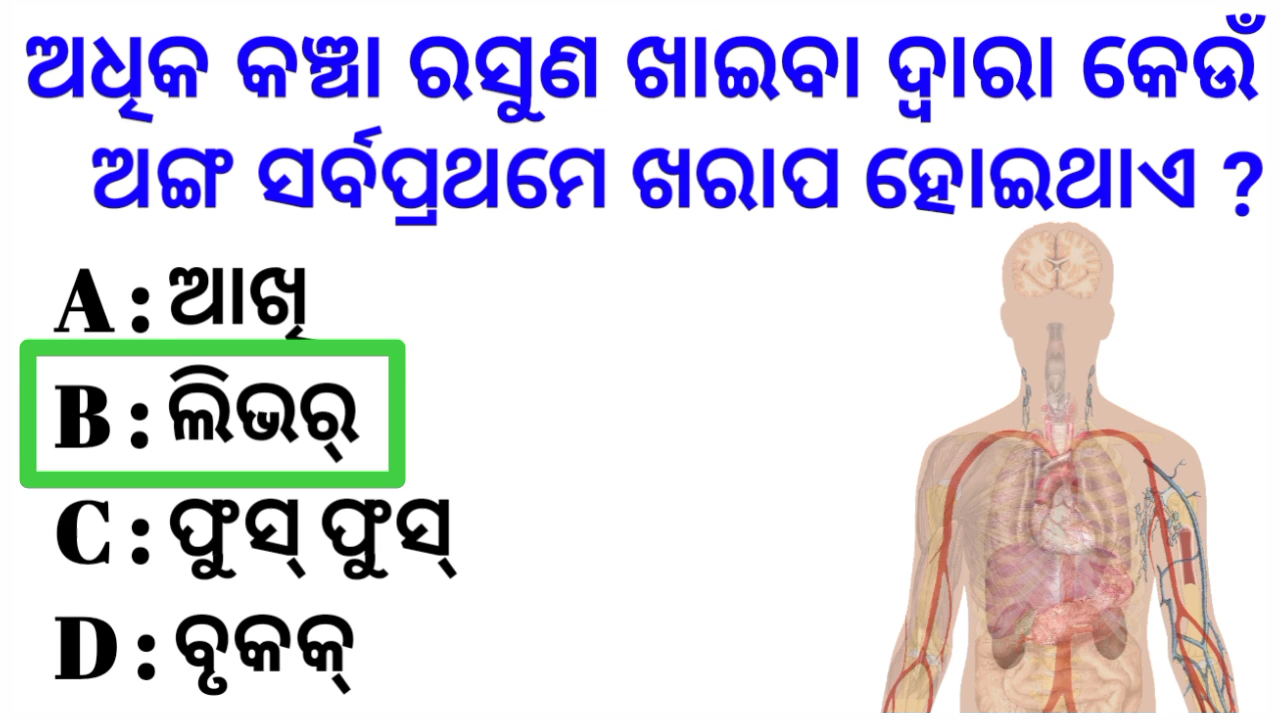 ଅଧିକ କଞ୍ଚା ରସୁଣ ଖାଇବା ଦ୍ଵାରା କେଉଁ
ଅଙ୍ଗ ସର୍ବପ୍ରଥମେ ଖରାପ ହୋଇଥାଏ ?
A : ଆଖି
B : ଲିଭର୍
C : ଫୁସ୍ ଫୁସ୍
D : ବୃକକ୍